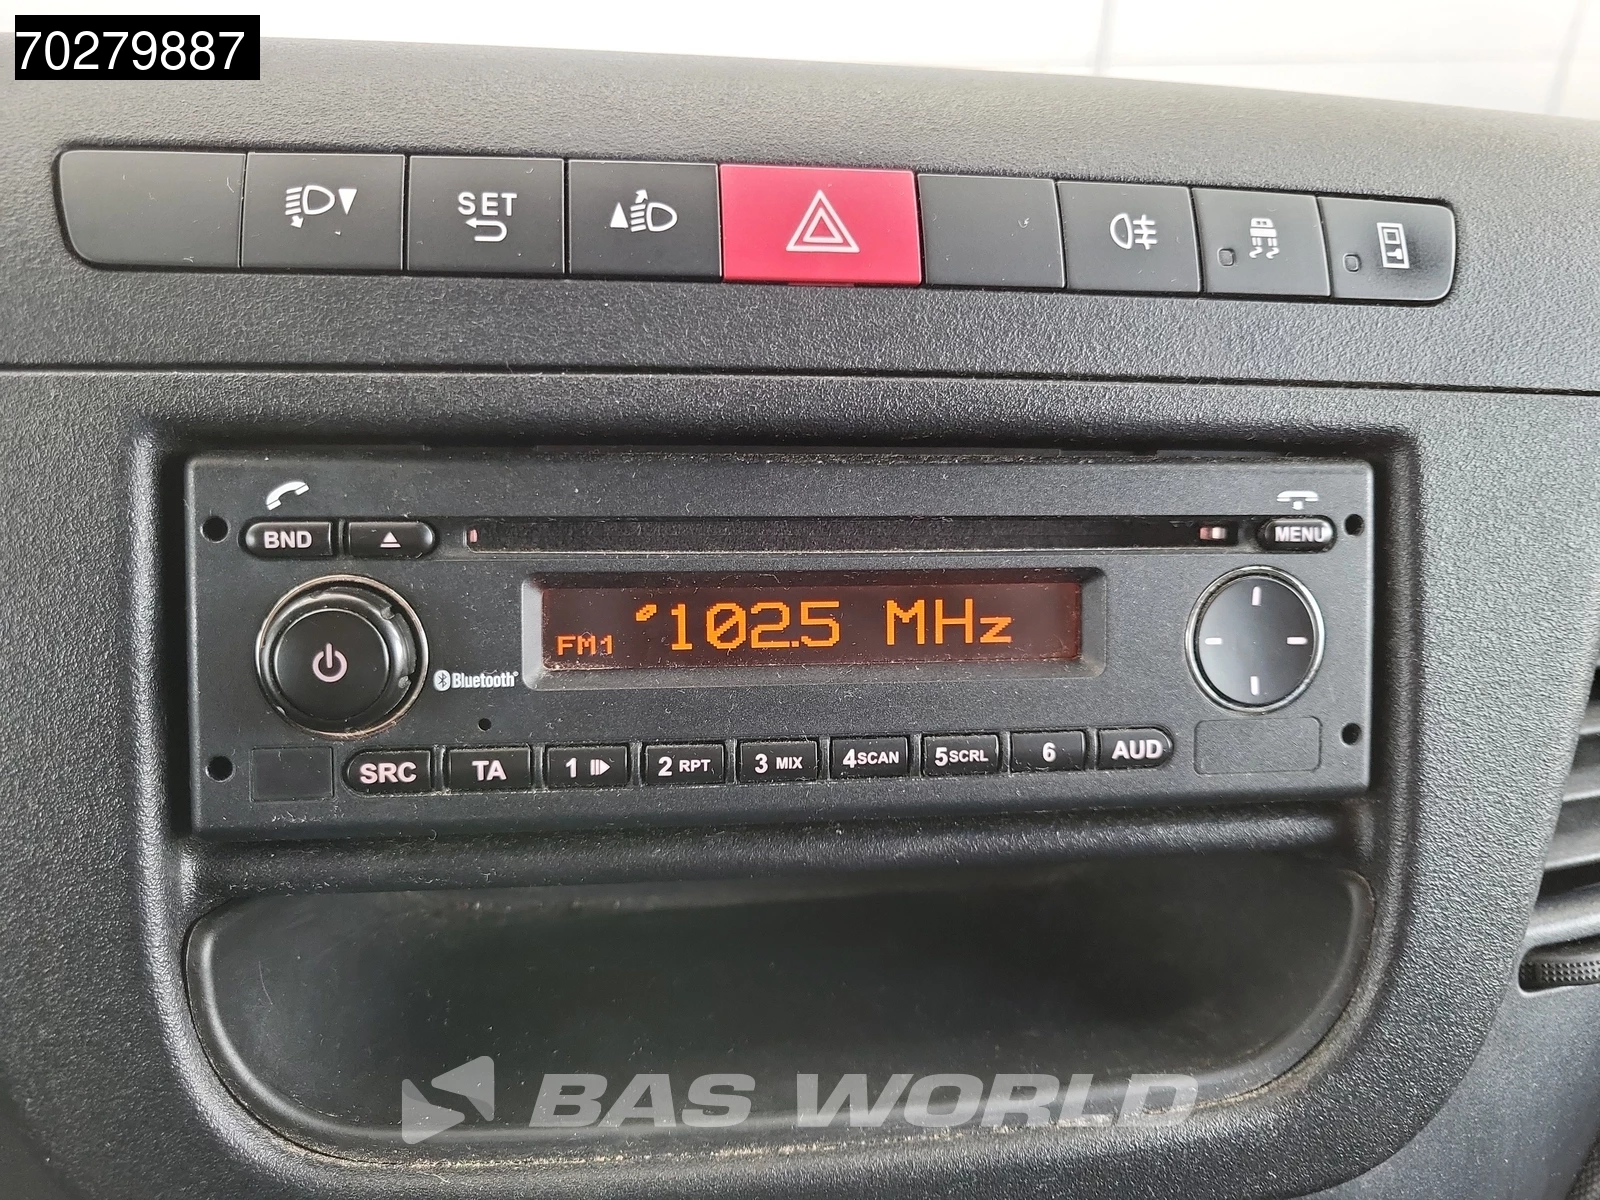 70279887
SET
BND
MENU
FM1 102.5 MHz
Bluetooth®
SRC TA 1 2 RPT 3 MIX 4SCAN 5SCRL 6 AUD
BAS WORLD